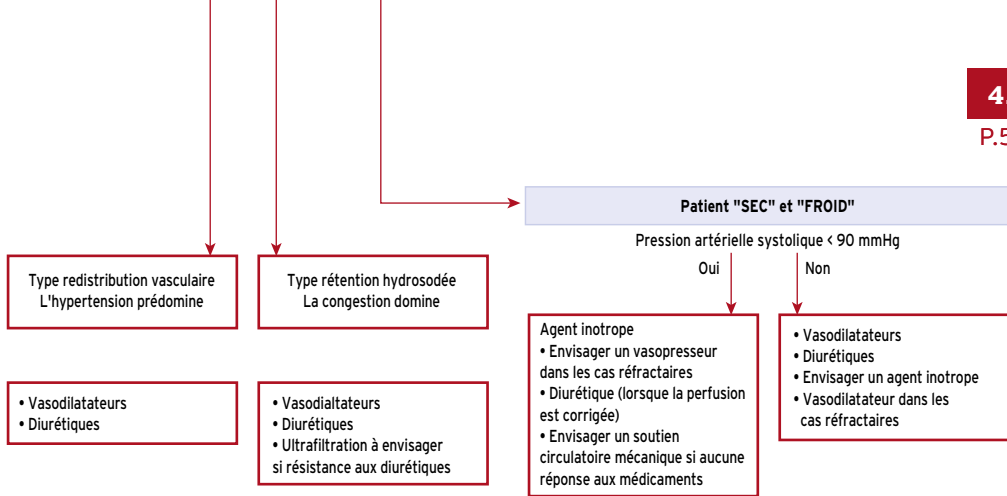 4.
P.5
Patient "SEC" et "FROID"
Pression artérielle systolique < 90 mmHg
Oui
Non
Type redistribution vasculaire
L'hypertension prédomine
Type rétention hydrosodée
La congestion domine
• Vasodilatateurs
• Diurétiques
• Vasodialtateurs
• Diurétiques
• Ultrafiltration à envisager
si résistance aux diurétiques
Agent inotrope
• Envisager un vasopresseur
dans les cas réfractaires
• Diurétique (lorsque la perfusion
est corrigée)
• Envisager un soutien
circulatoire mécanique si aucune
réponse aux médicaments
• Vasodilatateurs
• Diurétiques
• Envisager un agent inotrope
• Vasodilatateur dans les
cas réfractaires